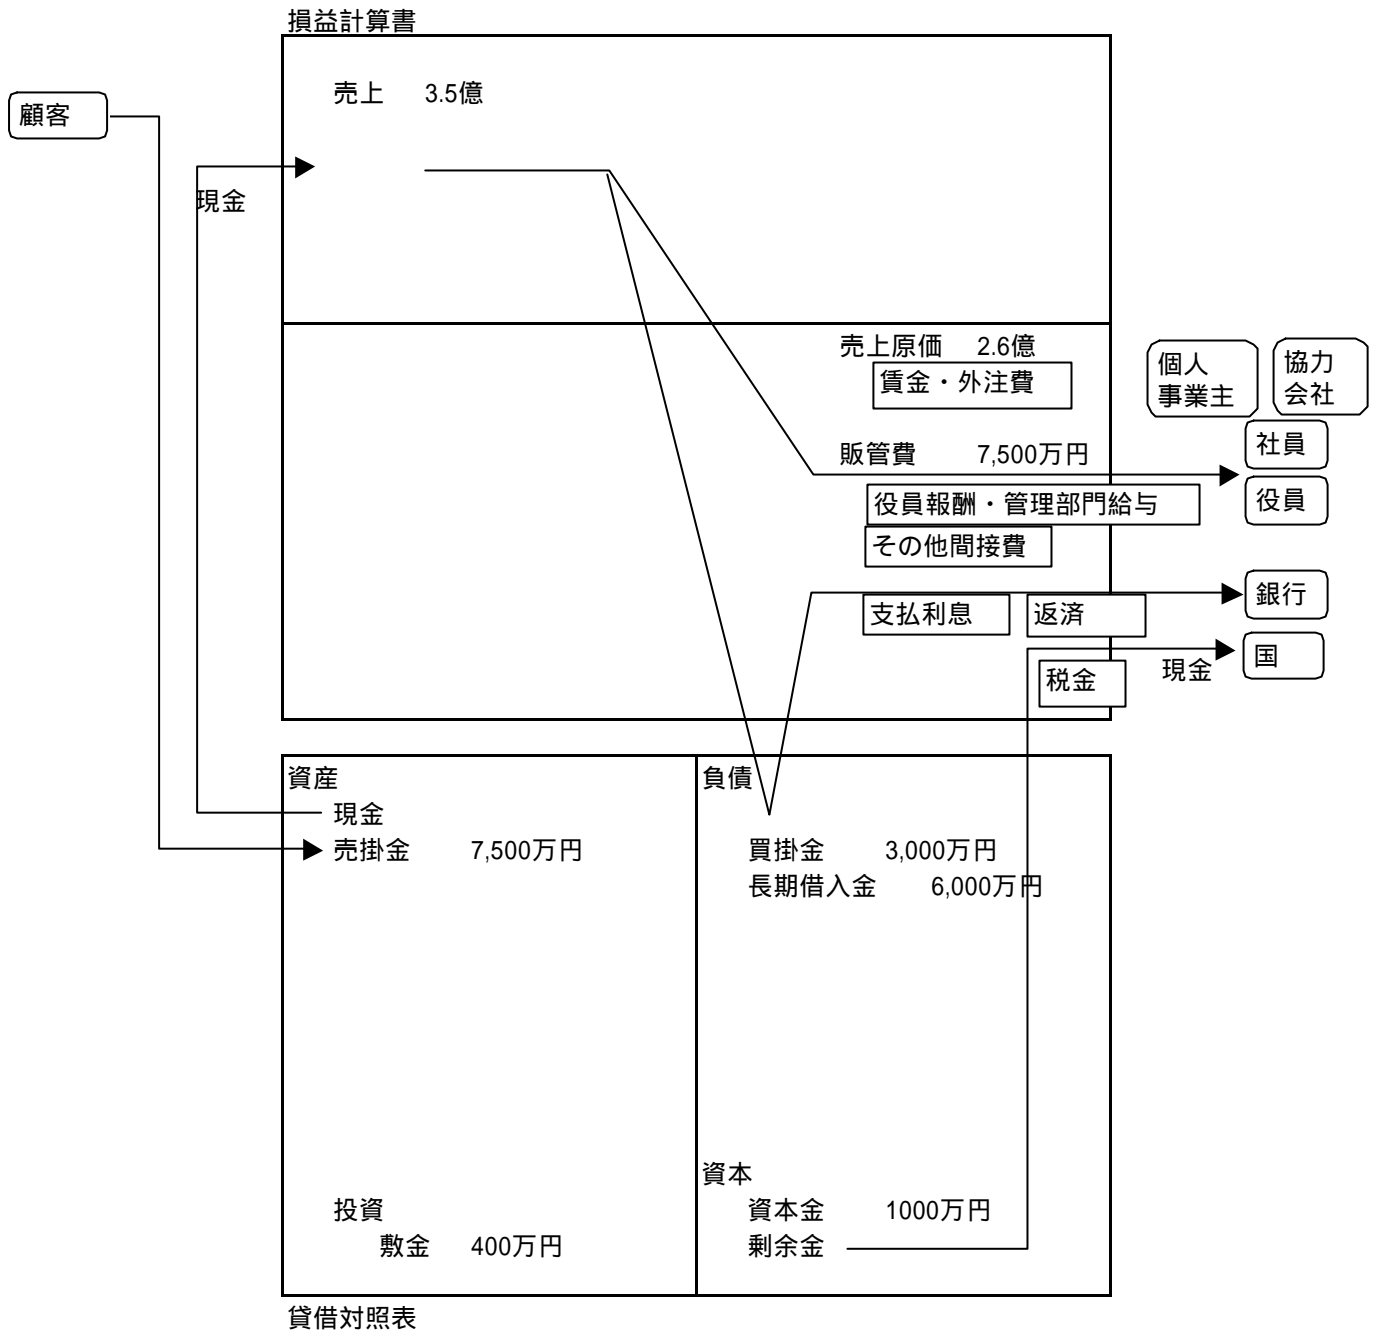 損益計算書
売上 3.5億
顧客
現金
売上原価 2.6億
賃金・外注費
個人
事業主
協力
会社
社員
販管費 7,500万円
役員報酬・管理部門給与
役員
その他間接費
支払利息
返済
銀行
税金
現金
国
資産
負債
現金
売掛金 7,500万円
買掛金 3,000万円
長期借入金 6,000万円
資本
投資
資本金 1000万円
敷金 400万円
剰余金
貸借対照表